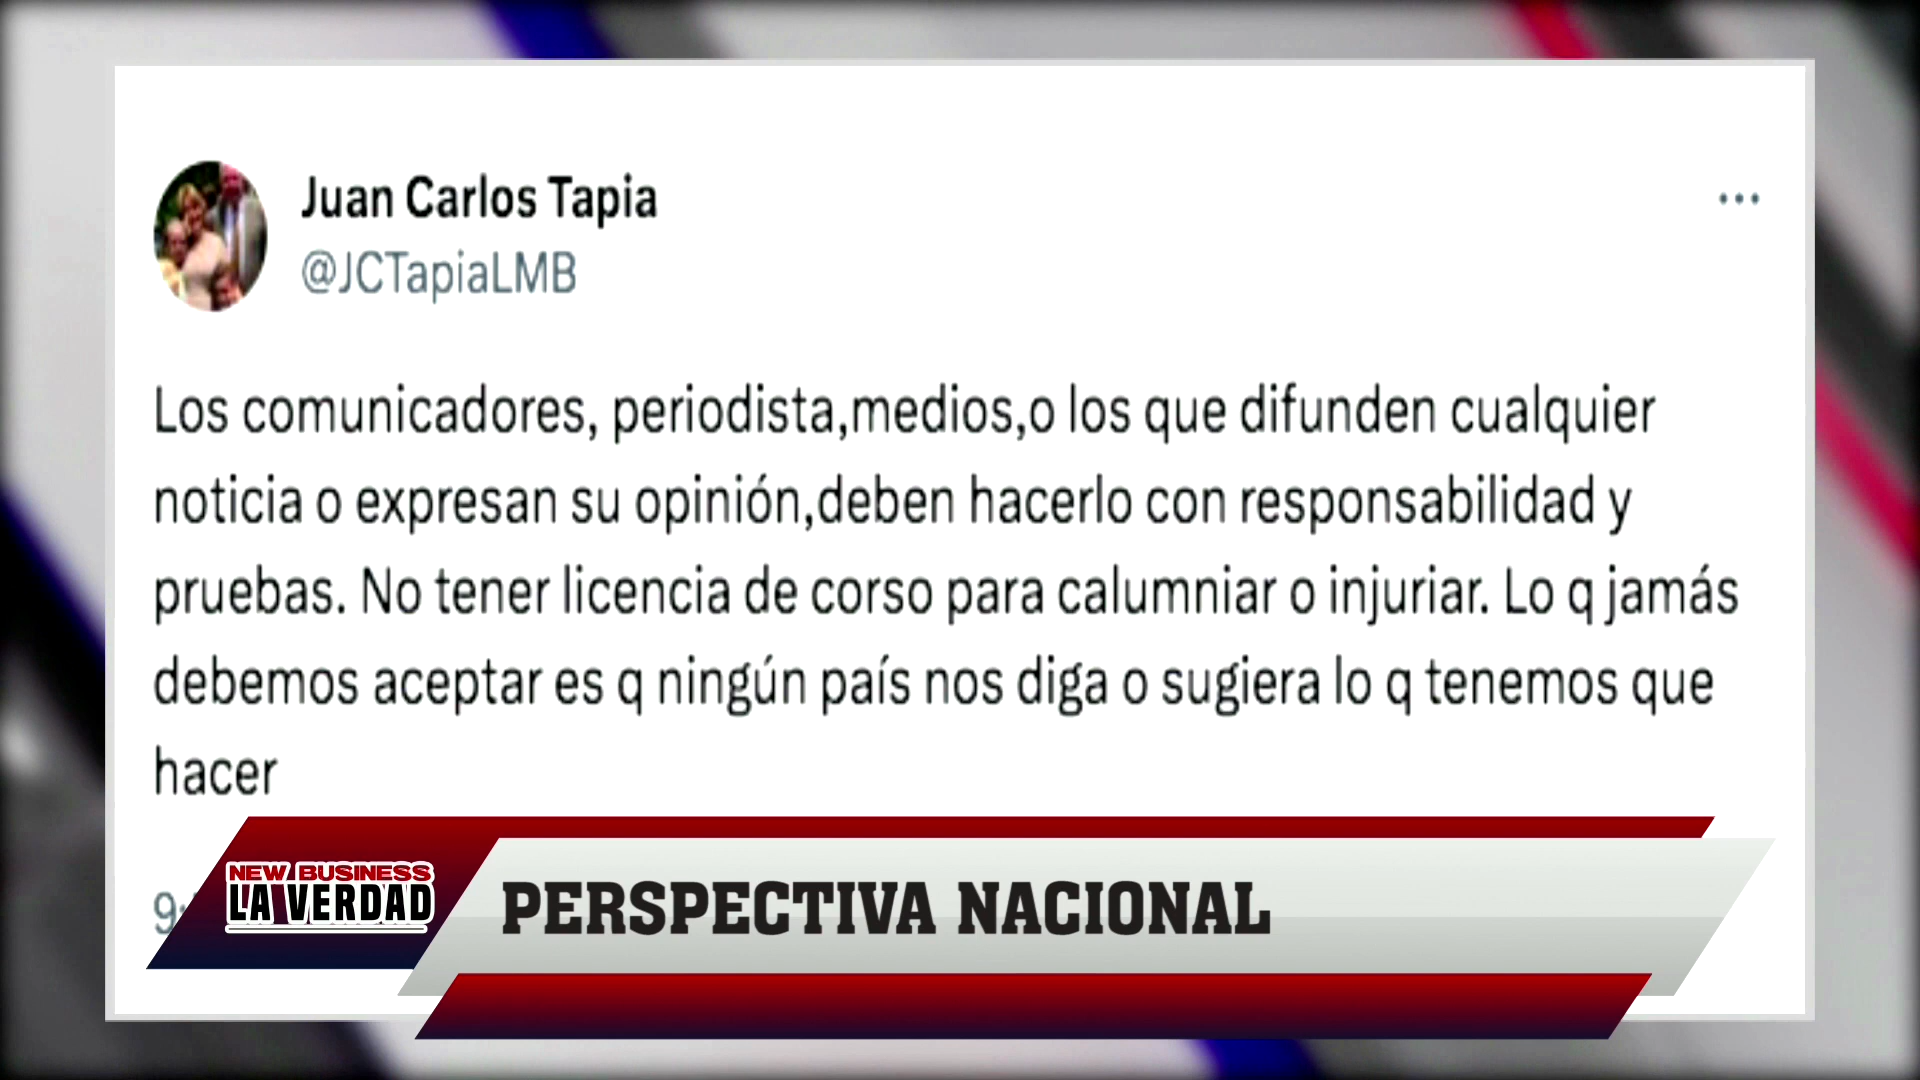 Juan Carlos Tapia
@JCTapiaLMB
Los comunicadores, periodista,medios,o los que difunden cualquier
noticia o expresan su opinión,deben hacerlo con responsabilidad y
pruebas. No tener licencia de corso para calumniar o injuriar. Lo q jamás
debemos aceptar es q ningún país nos diga o sugiera lo q tenemos que
hacer
NEW BUSINESS
LA VERDAD
PERSPECTIVA NACIONAL